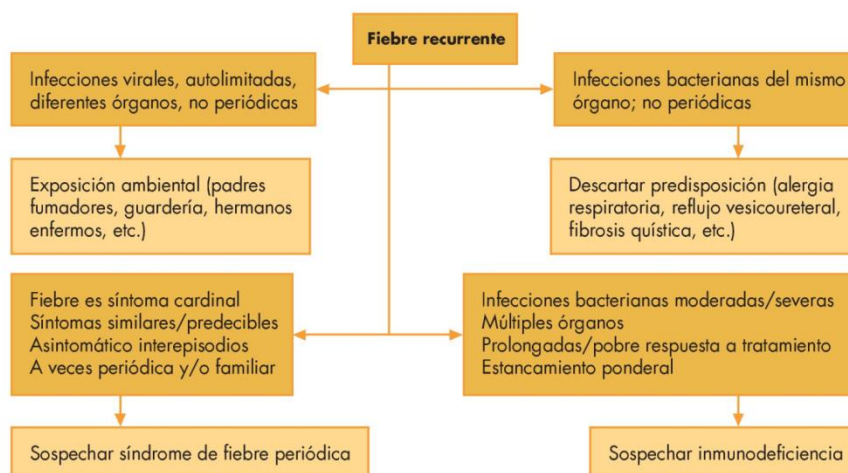 Fiebre recurrente
Infecciones virales, autolimitadas,
diferentes órganos, no periódicas
Infecciones bacterianas del mismo
órgano; no periódicas
Exposición ambiental (padres
fumadores, guardería, hermanos
enfermos, etc.)
Descartar predisposición (alergia
respiratoria, reflujo vesicoureteral,
fibrosis quística, etc.)
Fiebre es síntoma cardinal
Síntomas similares/predecibles
Asintomático interepisodios
A veces periódica y/o familiar
Infecciones bacterianas moderadas/severas
Múltiples órganos
Prolongadas/pobre respuesta a tratamiento
Estancamiento ponderal
Sospechar síndrome de fiebre periódica
Sospechar inmunodeficiencia